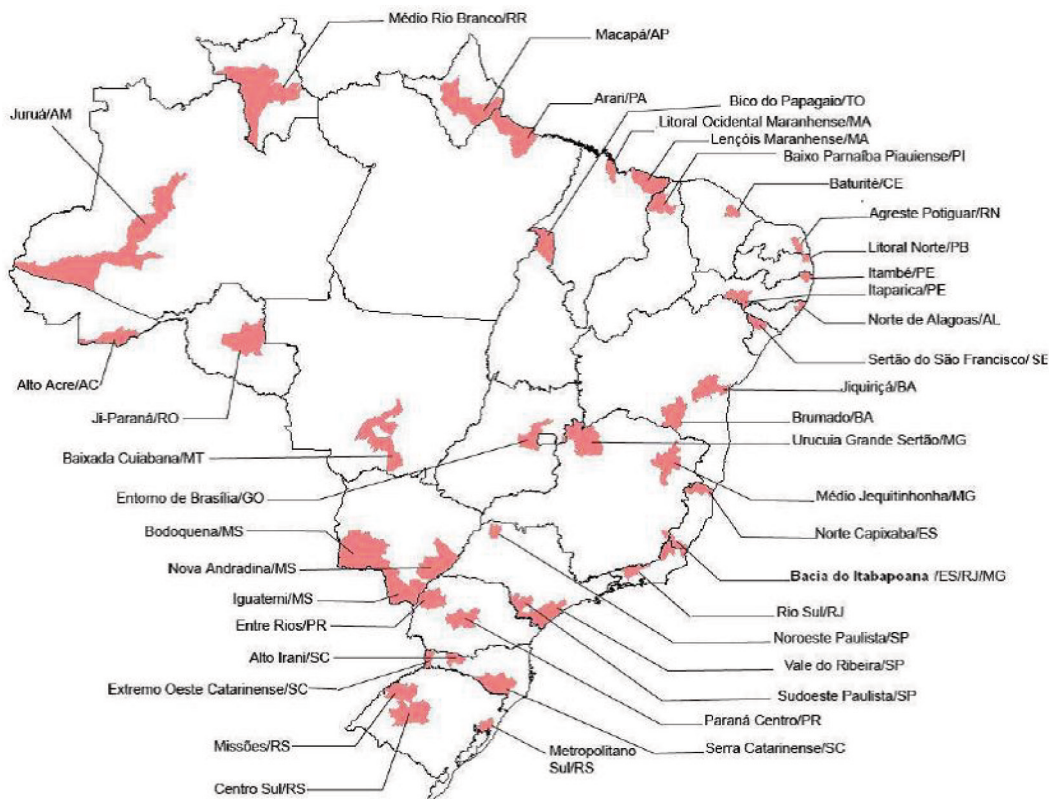 Médio Rio Branco/RR
Macapá/AP
Juruá/AM
Arari/PA
Bico do Papagaio/TO
Litoral Ocidental Maranhense/MA
Lençóis Maranhense/MA
Baixo Parnaíba Piauiense/PI
Baturité/CE
Agreste Potiguar/RN
Litoral Norte/PB
Itambé/PE
Itaparica/PE
Norte de Alagoas/AL
Sertão do São Francisco/SE
Alto Acre/AC
Jiquiriçá/BA
Ji-Paraná/RO
Brumado/BA
Urucuia Grande Sertão/MG
Baixada Cuiabana/MT
Entorno de Brasília/GO
Médio Jequitinhonha/MG
Bodoquena/MS
Norte Capixaba/ES
Nova Andradina/MS
Bacia do Itabapoana /ES/RJ/MG
Iguatemi/MS
Rio Sul/RJ
Entre Rios/PR
Noroeste Paulista/SP
Alto Irani/SC
Vale do Ribeira/SP
Extremo Oeste Catarinense/SC
Sudoeste Paulista/SP
Paraná Centro/PR
Missões/RS
Metropolitano
Sul/RS
Serra Catarinense/SC
Centro Sul/RS